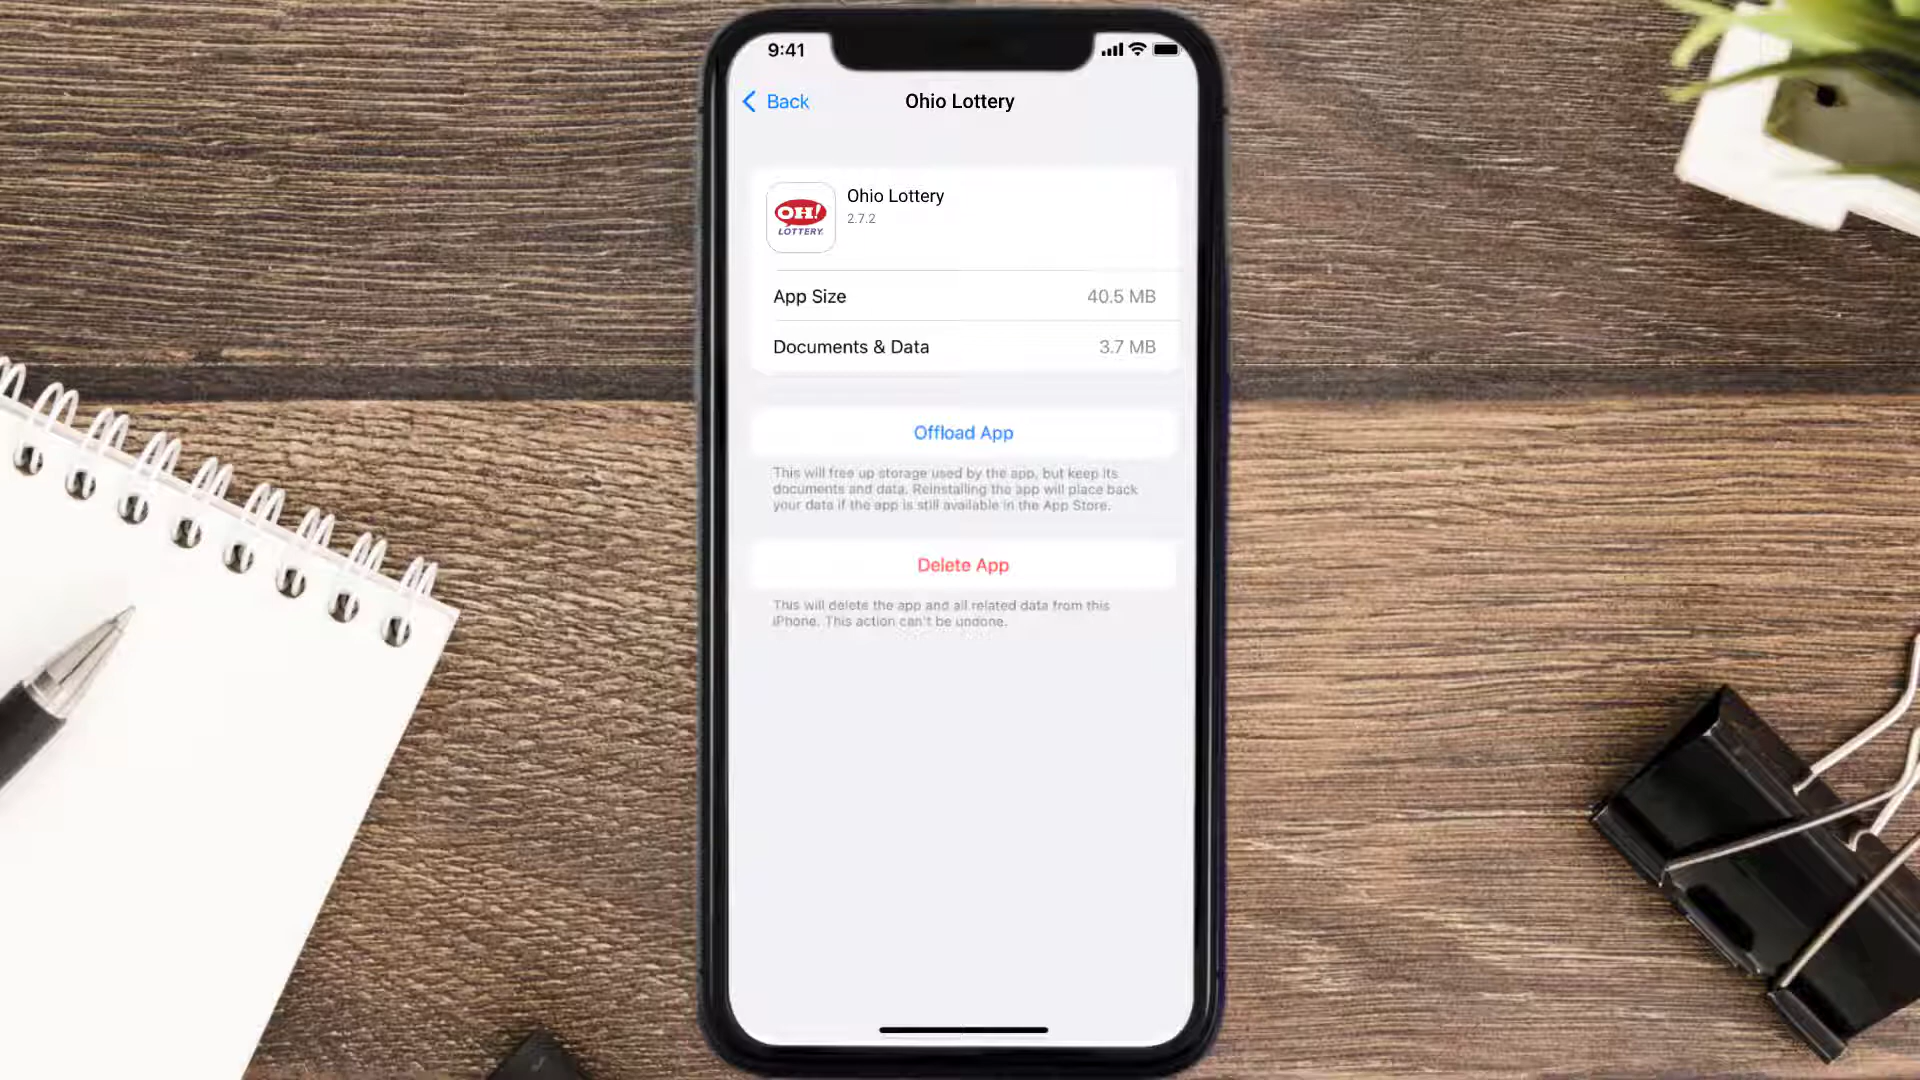 9:41
Back
Ohio Lottery
OH!
LOTTERY
Ohio Lottery
2.7.2
App Size
40.5 MB
Documents & Data
3.7 MB
Offload App
This will free up storage used by the app, but keep its
documents and data. Reinstalling the app will place back
your data if the app is still available in the App Store.
Delete App
This will delete the app and all related data from this
iPhone. This action can't be undone.